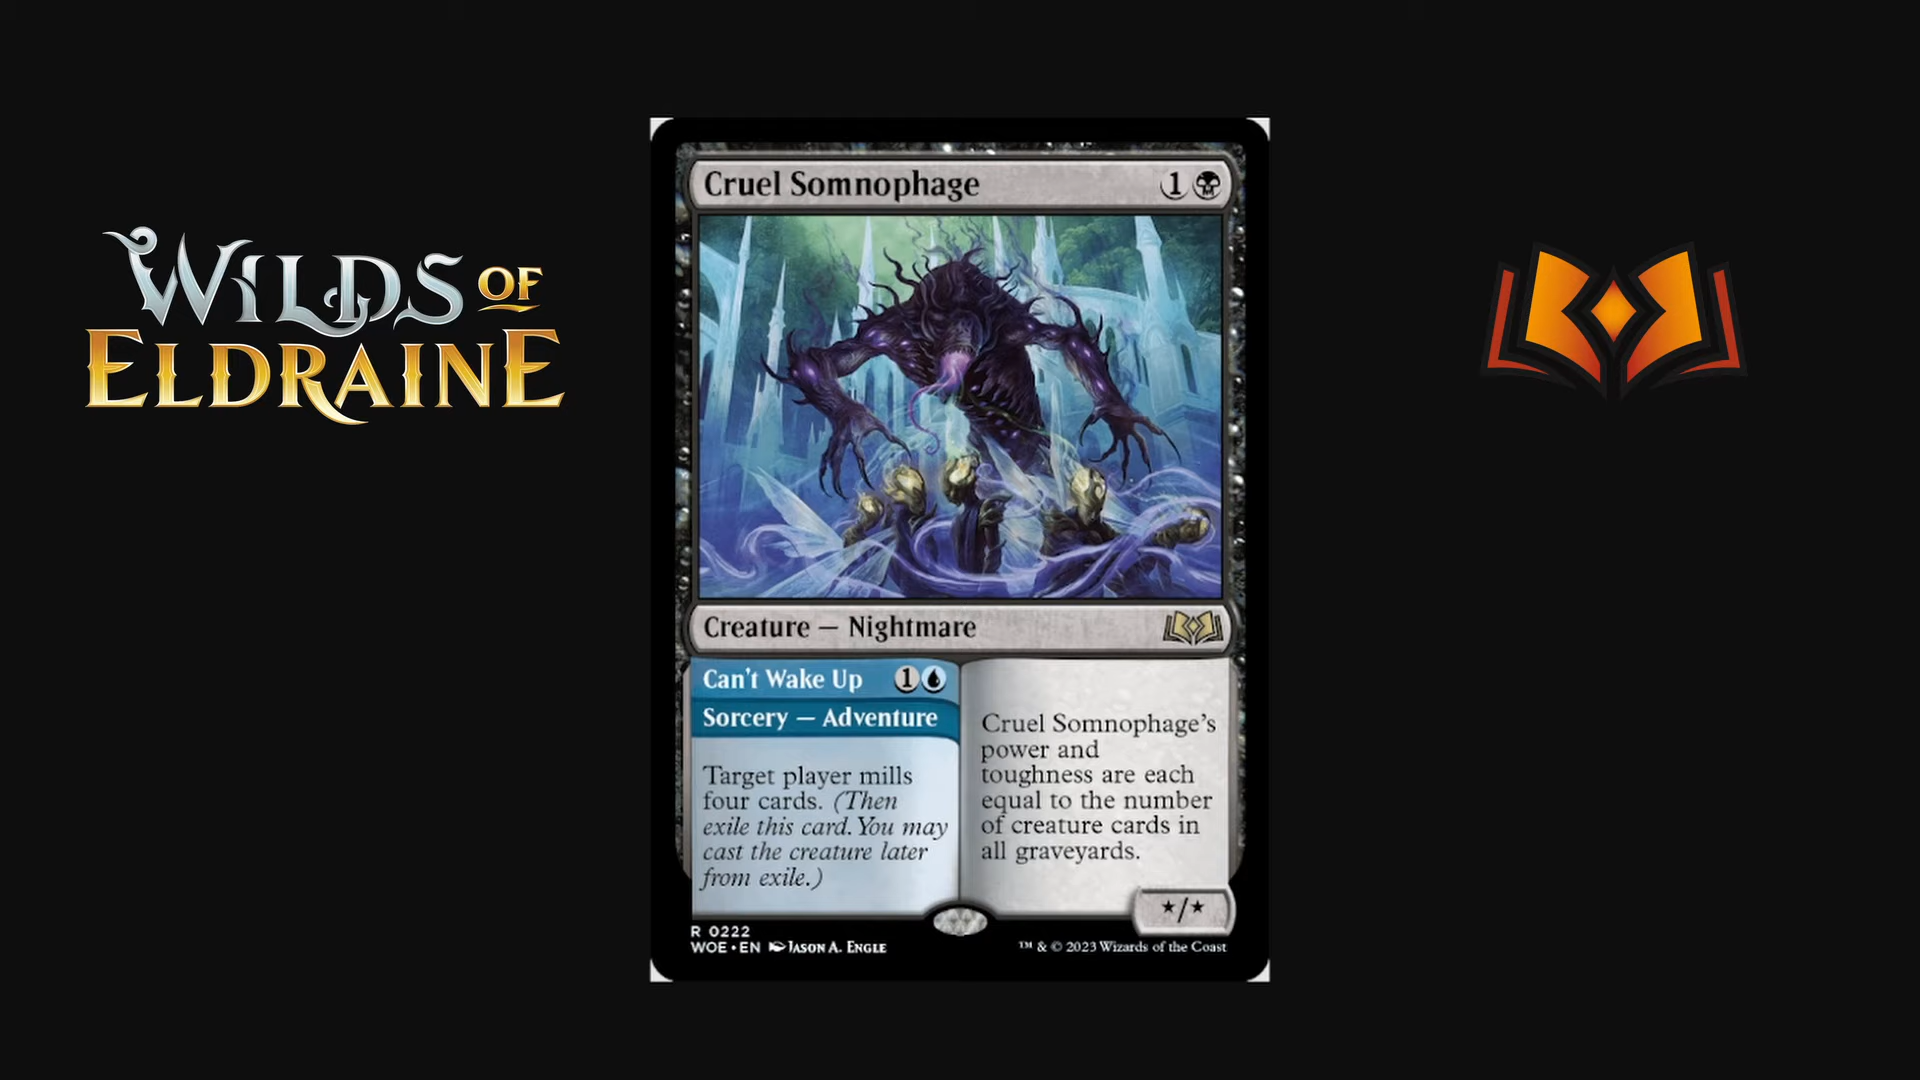 WILDS OF
ELDRAINE
Cruel Somnophage 1
Creature — Nightmare
Can't Wake Up 1
Sorcery — Adventure
Target player mills
four cards. (Then
exile this card. You may
cast the creature later
from exile.)
Cruel Somnophage's
power and
toughness are each
equal to the number
of creature cards in
all graveyards.
★/★
R 0222
WOE • EN Jason A. Engle
™ & © 2023 Wizards of the Coast